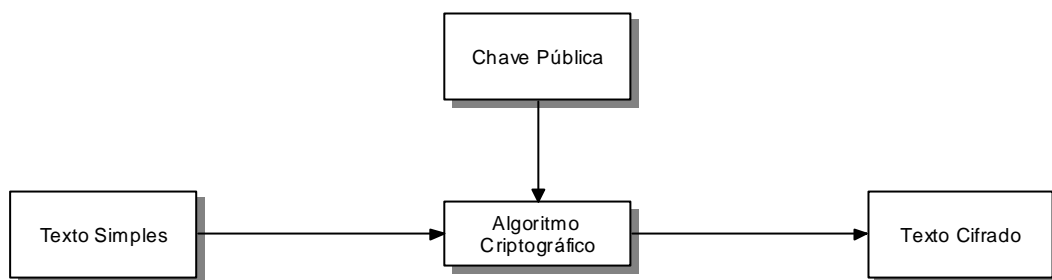 Chave Pública
Texto Simples
Algoritmo
Criptográfico
Texto Cifrado